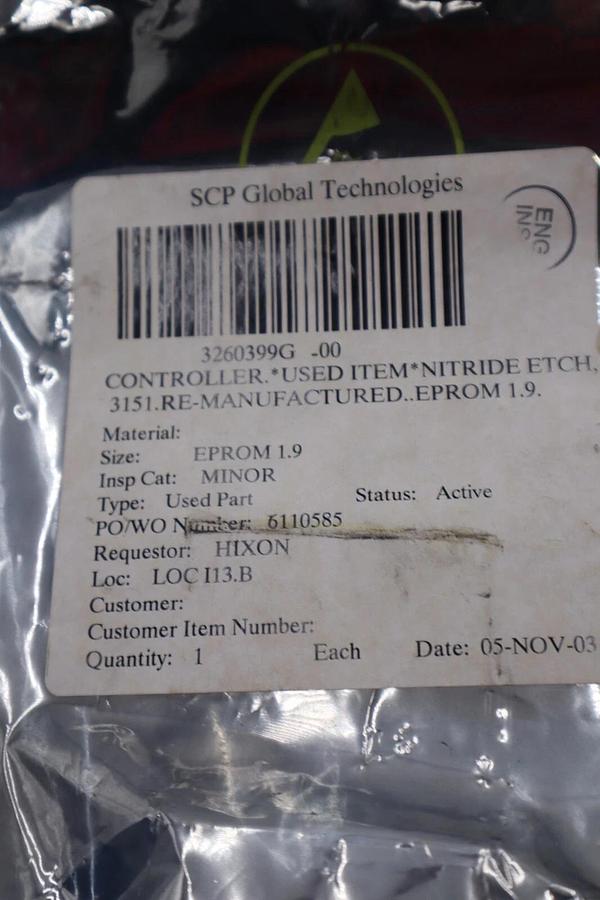 SCP Global Technologies
ENG
INS
3260399G -00
CONTROLLER.*USED ITEM*NITRIDE ETCH,
3151.RE-MANUFACTURED..EPROM 1.9.
Material:
Size: EPROM 1.9
Insp Cat: MINOR
Type: Used Part Status: Active
PO/WO Number: 6110585
Requestor: HIXON
Loc: LOC I13.B
Customer:
Customer Item Number:
Quantity: 1 Each Date: 05-NOV-03